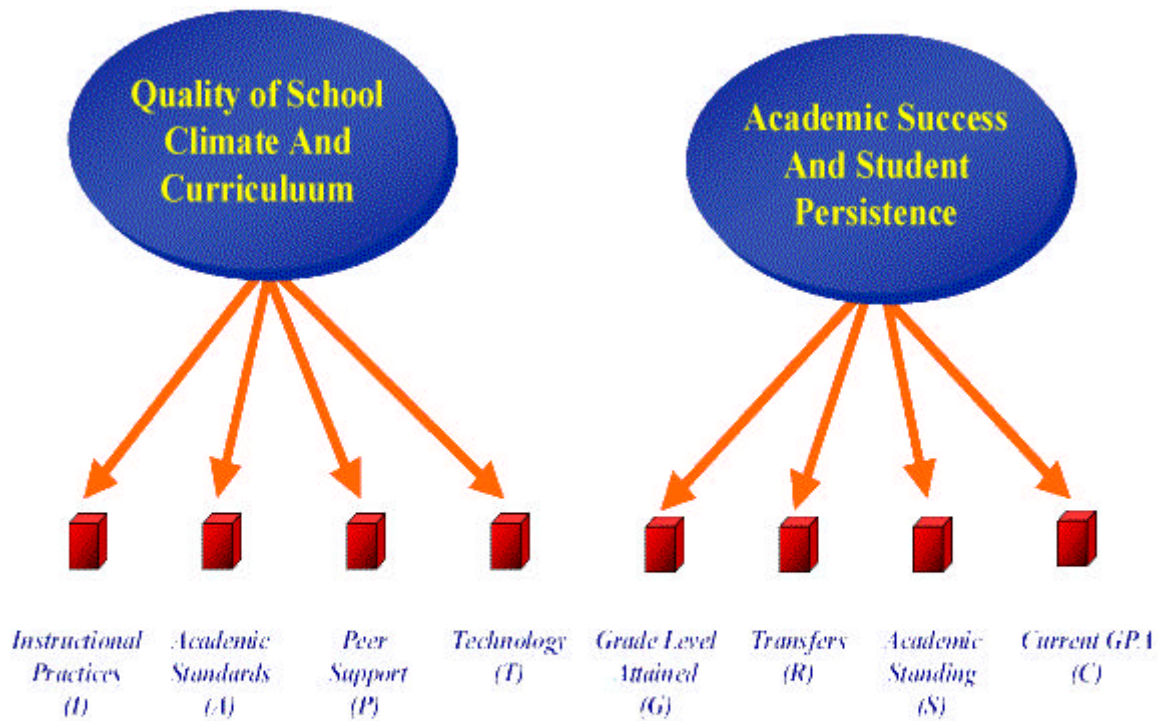 Quality of School
Climate And
Curriculuum
Academic Success
And Student
Persistence
Instructional
Practices
(I)
Academic
Standards
(A)
Peer
Support
(P)
Technology
(T)
Grade Level
Attained
(G)
Transfers
(R)
Academic
Standing
(S)
Current GPA
(C)